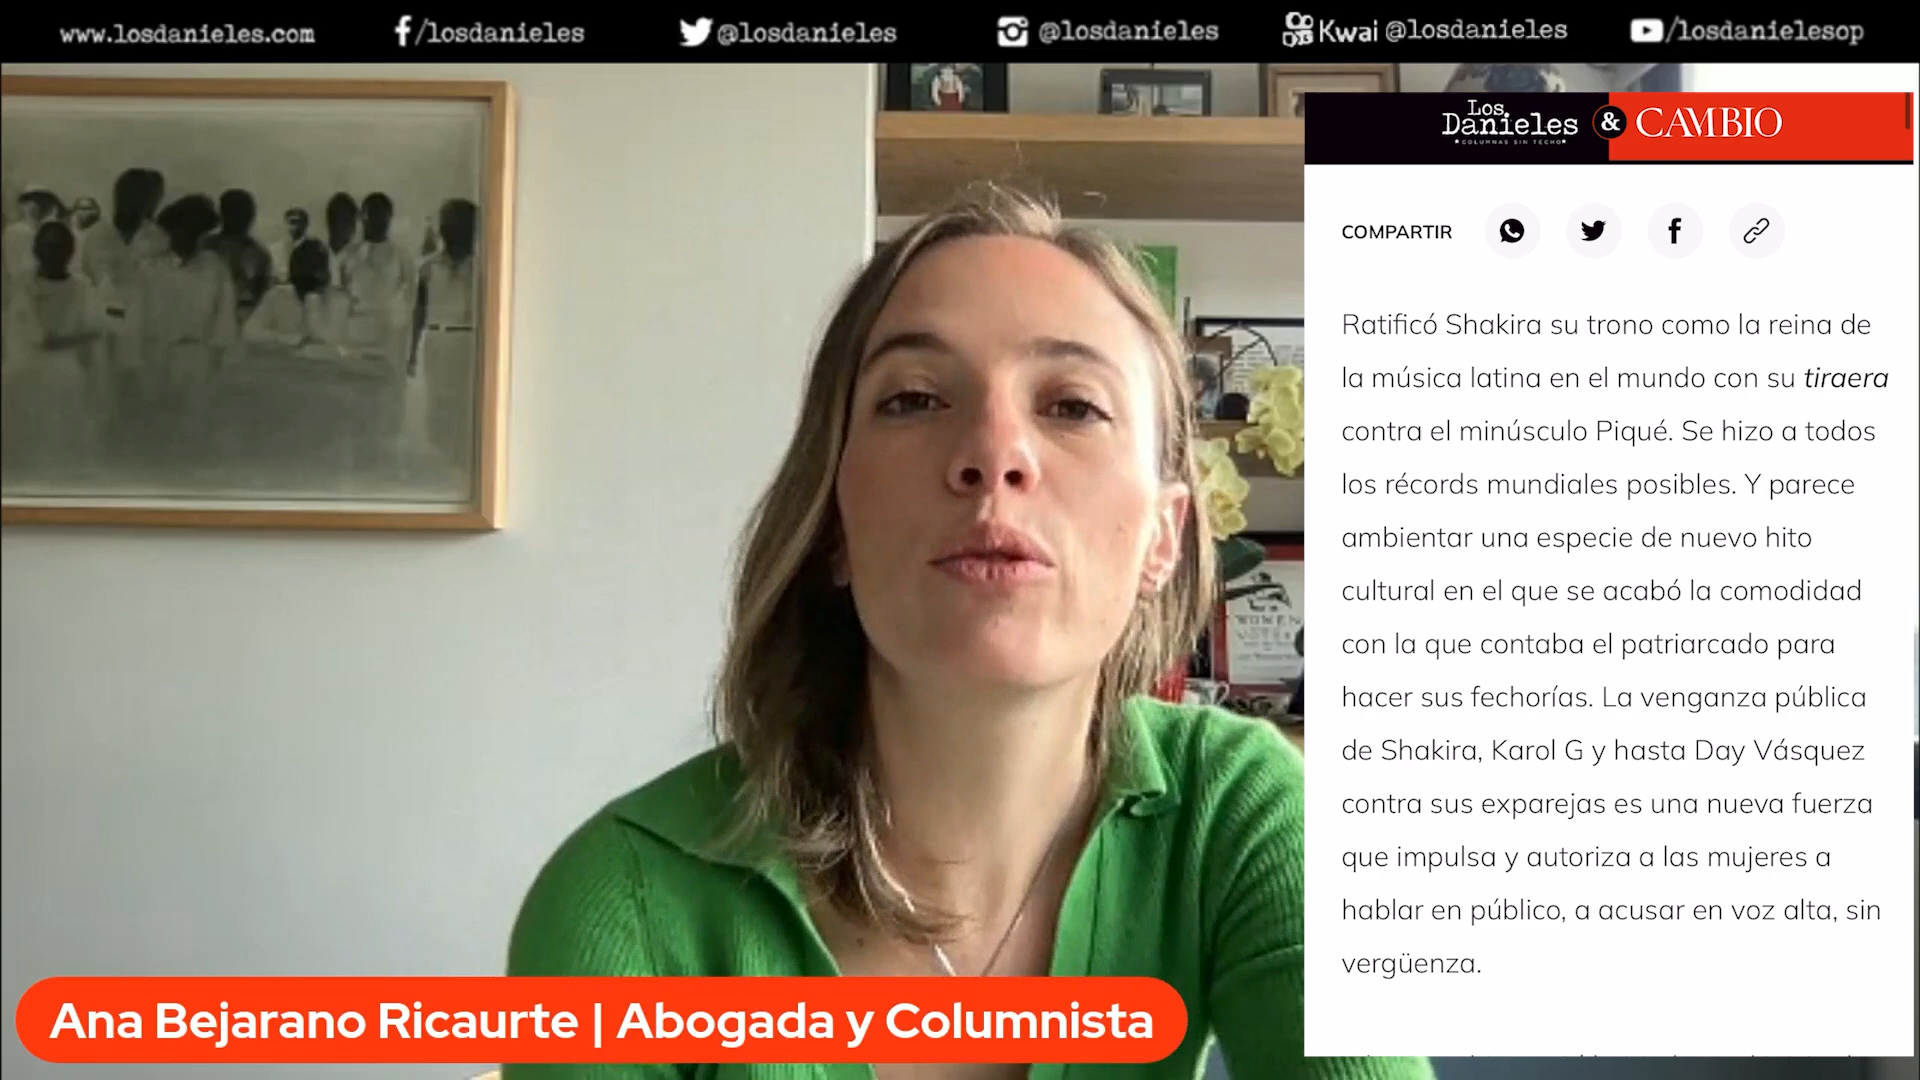 www.losdanieles.com
/losdanieles
@losdanieles
@losdanieles
Kwai @losdanieles
/losdanielesop
Los
Danieles
COLUMNAS SIN TECHO
& CAMBIO
COMPARTIR
Ratificó Shakira su trono como la reina de
la música latina en el mundo con su tiraera
contra el minúsculo Piqué. Se hizo a todos
los récords mundiales posibles. Y parece
ambientar una especie de nuevo hito
cultural en el que se acabó la comodidad
con la que contaba el patriarcado para
hacer sus fechorías. La venganza pública
de Shakira, Karol G y hasta Day Vásquez
contra sus exparejas es una nueva fuerza
que impulsa y autoriza a las mujeres a
hablar en público, a acusar en voz alta, sin
vergüenza.
WOMEN
Ana Bejarano Ricaurte | Abogada y Columnista